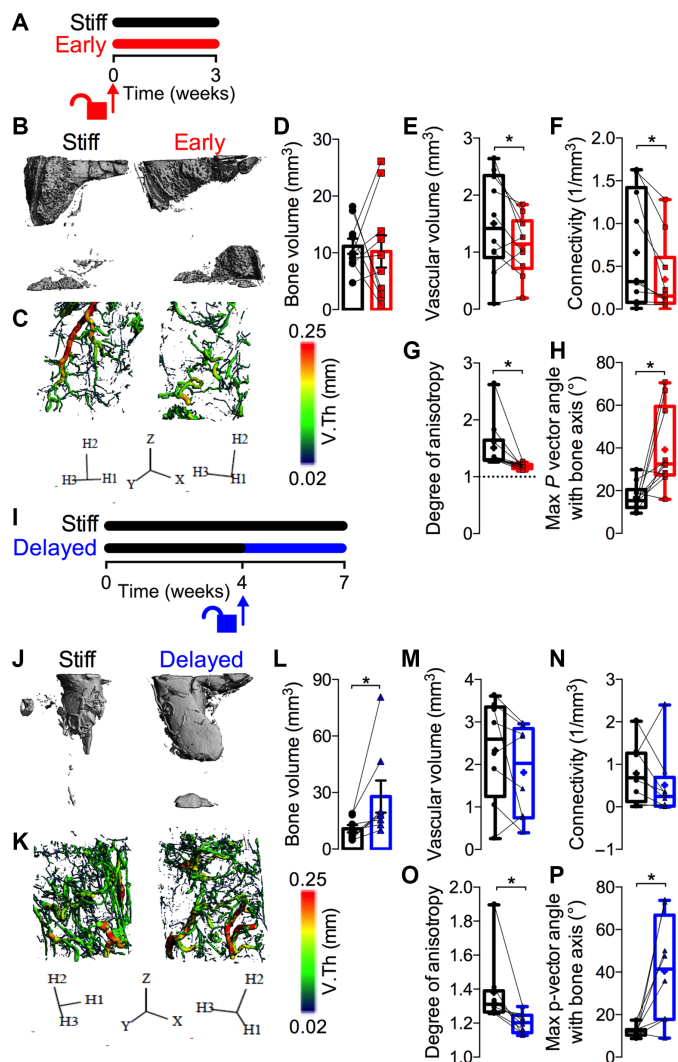 A
Stiff
Early
0
3
Time (weeks)
B
Stiff
Early
C
0.25
V.Th (mm)
0.02
H2
H3
H1
Z
Y
X
H2
H3
H1
D
Bone volume (mm³)
30
20
10
0
E
*
Vascular volume (mm³)
3
2
1
0
F
*
Connectivity (1/mm³)
2.0
1.5
1.0
0.5
0.0
G
*
Degree of anisotropy
3
2
1
0
H
*
Max P vector angle
with bone axis (°)
80
60
40
20
0
I
Stiff
Delayed
0
4
7
Time (weeks)
J
Stiff
Delayed
K
0.25
V.Th (mm)
0.02
H2
H1
H3
Z
Y
X
H2
H3
H1
L
*
Bone volume (mm³)
90
60
30
0
M
Vascular volume (mm³)
4
3
2
1
0
N
Connectivity (1/mm³)
3
2
1
0
−1
O
*
Degree of anisotropy
2.0
1.8
1.6
1.4
1.2
1.0
P
*
Max p-vector angle
with bone axis (°)
80
60
40
20
0